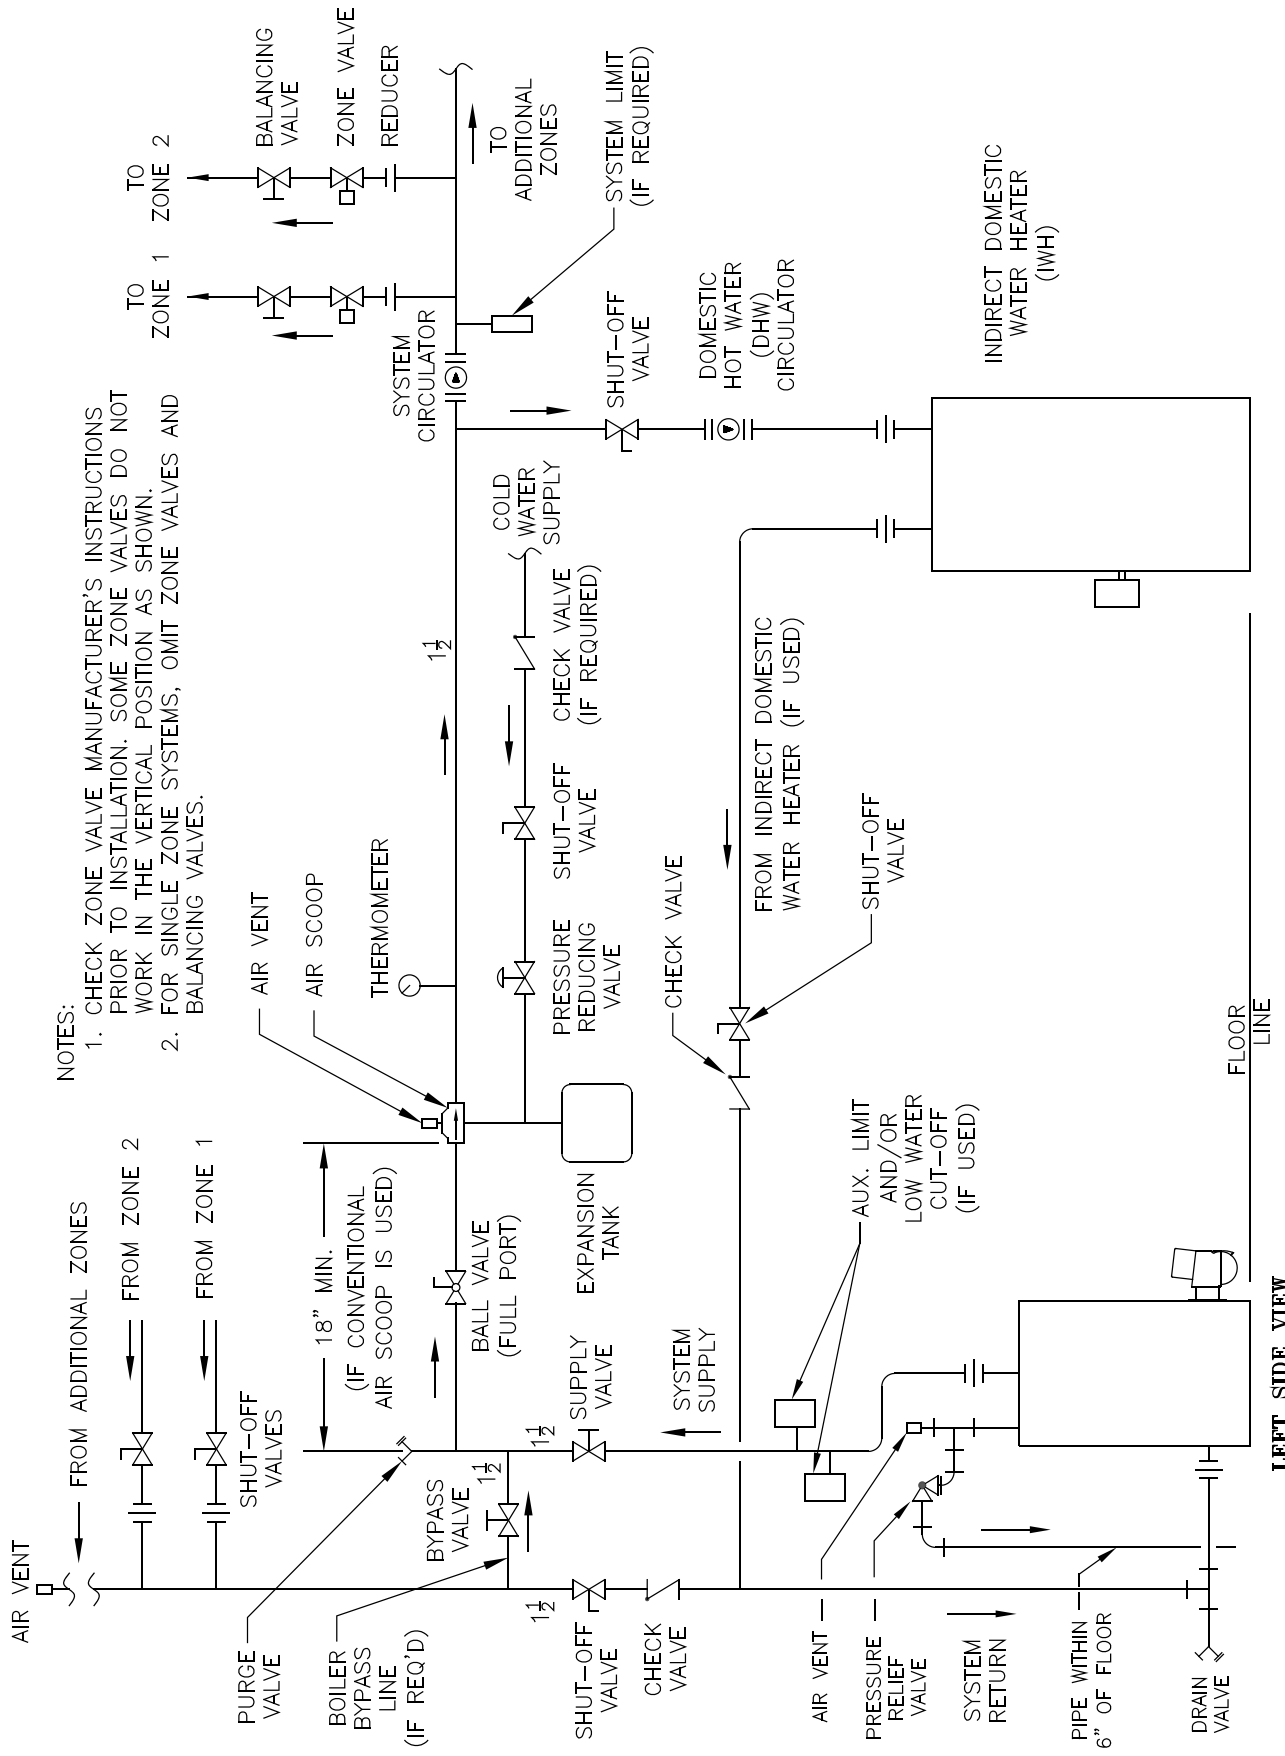 NOTES:
1. CHECK ZONE VALVE MANUFACTURER'S INSTRUCTIONS
PRIOR TO INSTALLATION. SOME ZONE VALVES DO NOT
WORK IN THE VERTICAL POSITION AS SHOWN.
2. FOR SINGLE ZONE SYSTEMS, OMIT ZONE VALVES AND
BALANCING VALVES.
AIR VENT
FROM ADDITIONAL ZONES
FROM ZONE 2
FROM ZONE 1
SHUT-OFF
VALVES
PURGE
VALVE
BOILER
BYPASS
LINE
(IF REQ'D)
BYPASS
VALVE
18" MIN.
(IF CONVENTIONAL
AIR SCOOP IS USED)
AIR VENT
AIR SCOOP
THERMOMETER
BALL VALVE
(FULL PORT)
1 1/2
1 1/2
1 1/2
1 1/2
TO
ZONE 1
TO
ZONE 2
BALANCING
VALVE
ZONE VALVE
REDUCER
SYSTEM
CIRCULATOR
TO
ADDITIONAL
ZONES
SYSTEM LIMIT
(IF REQUIRED)
COLD
WATER
SUPPLY
CHECK VALVE
(IF REQUIRED)
SHUT-OFF
VALVE
PRESSURE
REDUCING
VALVE
EXPANSION
TANK
SUPPLY
VALVE
SYSTEM
SUPPLY
SHUT-OFF
VALVE
DOMESTIC
HOT WATER
(DHW)
CIRCULATOR
INDIRECT DOMESTIC
WATER HEATER
(IWH)
FROM INDIRECT DOMESTIC
WATER HEATER (IF USED)
SHUT-OFF
VALVE
CHECK VALVE
AUX. LIMIT
AND/OR
LOW WATER
CUT-OFF
(IF USED)
SHUT-OFF
VALVE
CHECK
VALVE
AIR VENT
PRESSURE
RELIEF
VALVE
SYSTEM
RETURN
PIPE WITHIN
6" OF FLOOR
DRAIN
VALVE
FLOOR
LINE
LEFT SIDE VIEW